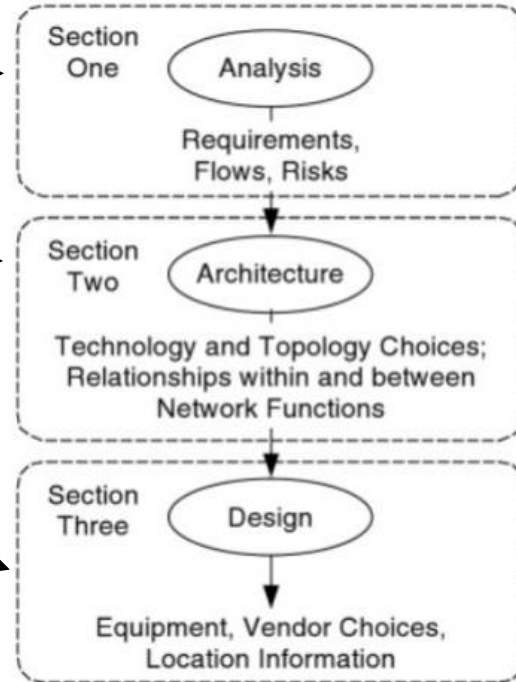 Section
One
Analysis
Requirements,
Flows, Risks
Section
Two
Architecture
Technology and Topology Choices;
Relationships within and between
Network Functions
Section
Three
Design
Equipment, Vendor Choices,
Location Information